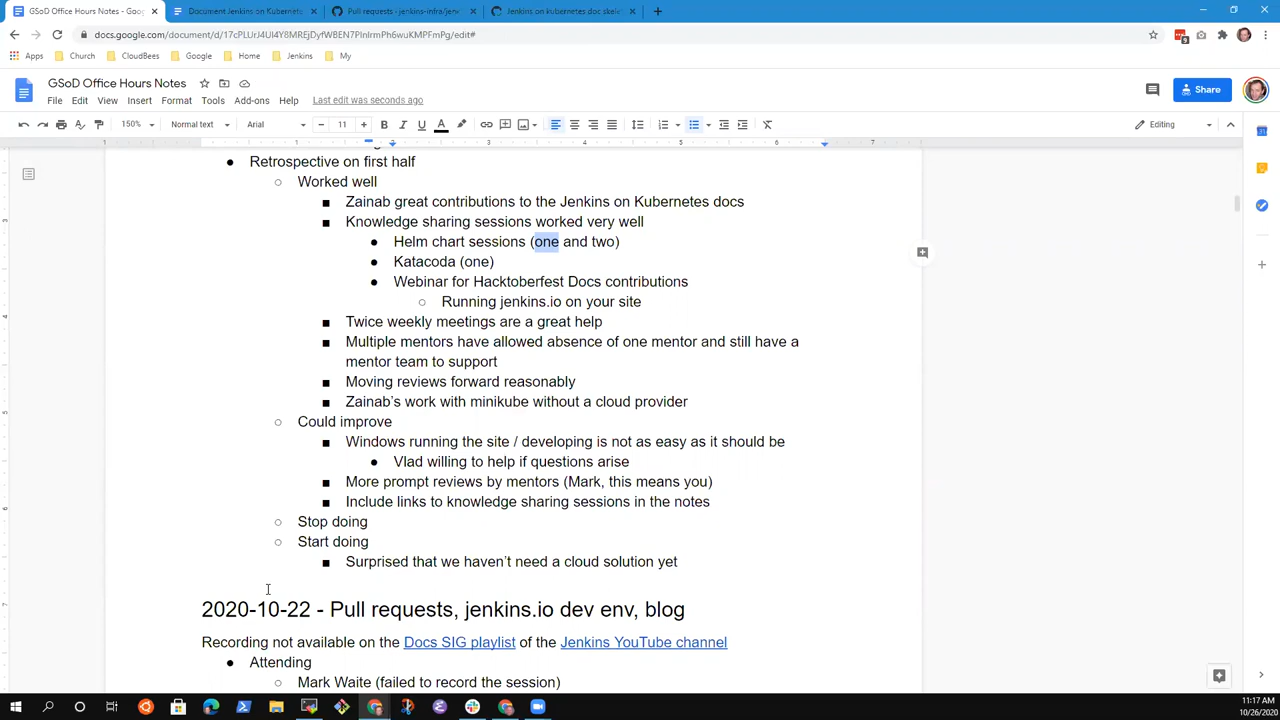 GSoD Office Hours Notes - Goo
Document Jenkins on Kubernete
Pull requests · jenkins-infra/jen
Jenkins on kubernetes doc skelet
docs.google.com/document/d/17cPLUrJ4UI4Y8MREjDyfWBEN7PInIrmPh6wuKMPFmPg/edit#
Apps Church CloudBees Google Home Jenkins My
GSoD Office Hours Notes
File Edit View Insert Format Tools Add-ons Help Last edit was seconds ago
Share
150% Normal text Arial 11 Editing
Retrospective on first half
Worked well
Zainab great contributions to the Jenkins on Kubernetes docs
Knowledge sharing sessions worked very well
Helm chart sessions (one and two)
Katacoda (one)
Webinar for Hacktoberfest Docs contributions
Running jenkins.io on your site
Twice weekly meetings are a great help
Multiple mentors have allowed absence of one mentor and still have a
mentor team to support
Moving reviews forward reasonably
Zainab's work with minikube without a cloud provider
Could improve
Windows running the site / developing is not as easy as it should be
Vlad willing to help if questions arise
More prompt reviews by mentors (Mark, this means you)
Include links to knowledge sharing sessions in the notes
Stop doing
Start doing
Surprised that we haven't need a cloud solution yet
2020-10-22 - Pull requests, jenkins.io dev env, blog
Recording not available on the Docs SIG playlist of the Jenkins YouTube channel
Attending
Mark Waite (failed to record the session)
11:17 AM
10/26/2020